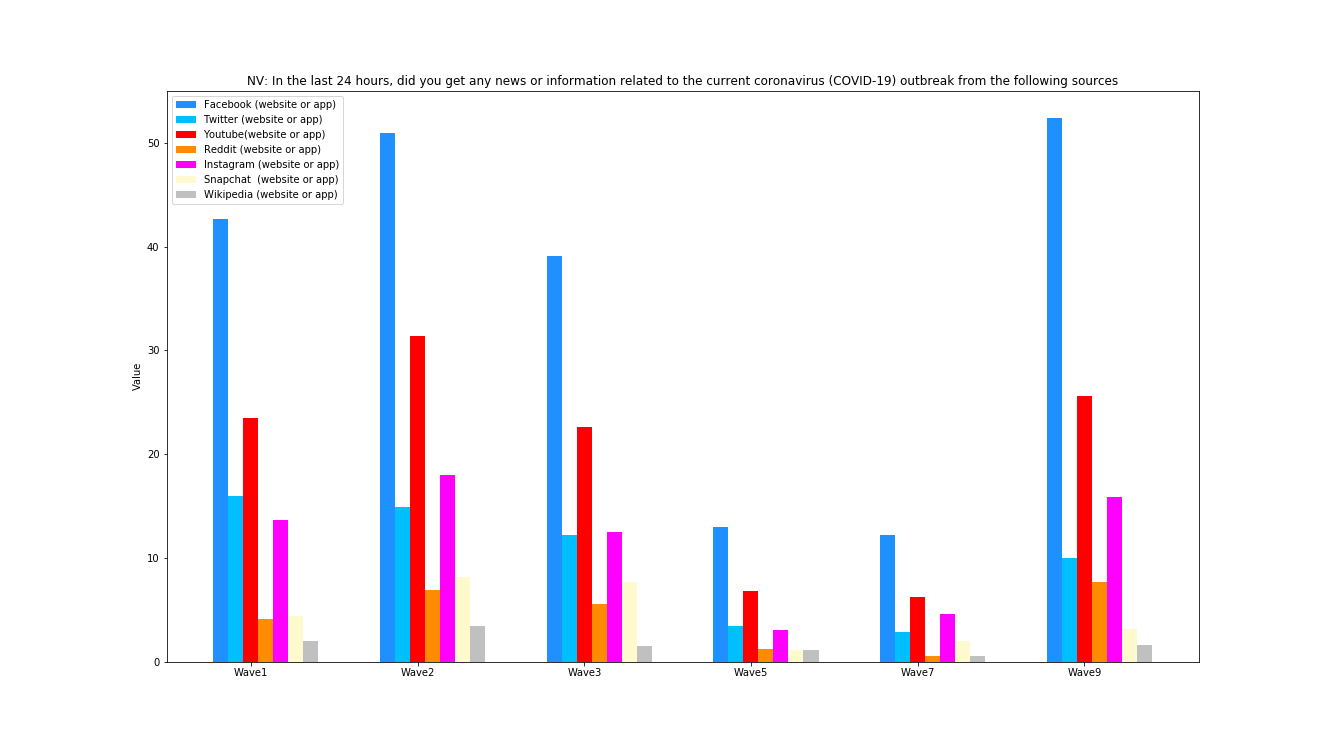 NV: In the last 24 hours, did you get any news or information related to the current coronavirus (COVID-19) outbreak from the following sources
Facebook (website or app)
Twitter (website or app)
Youtube(website or app)
Reddit (website or app)
Instagram (website or app)
Snapchat  (website or app)
Wikipedia (website or app)
Value
50
40
30
20
10
0
Wave1 Wave2 Wave3 Wave5 Wave7 Wave9